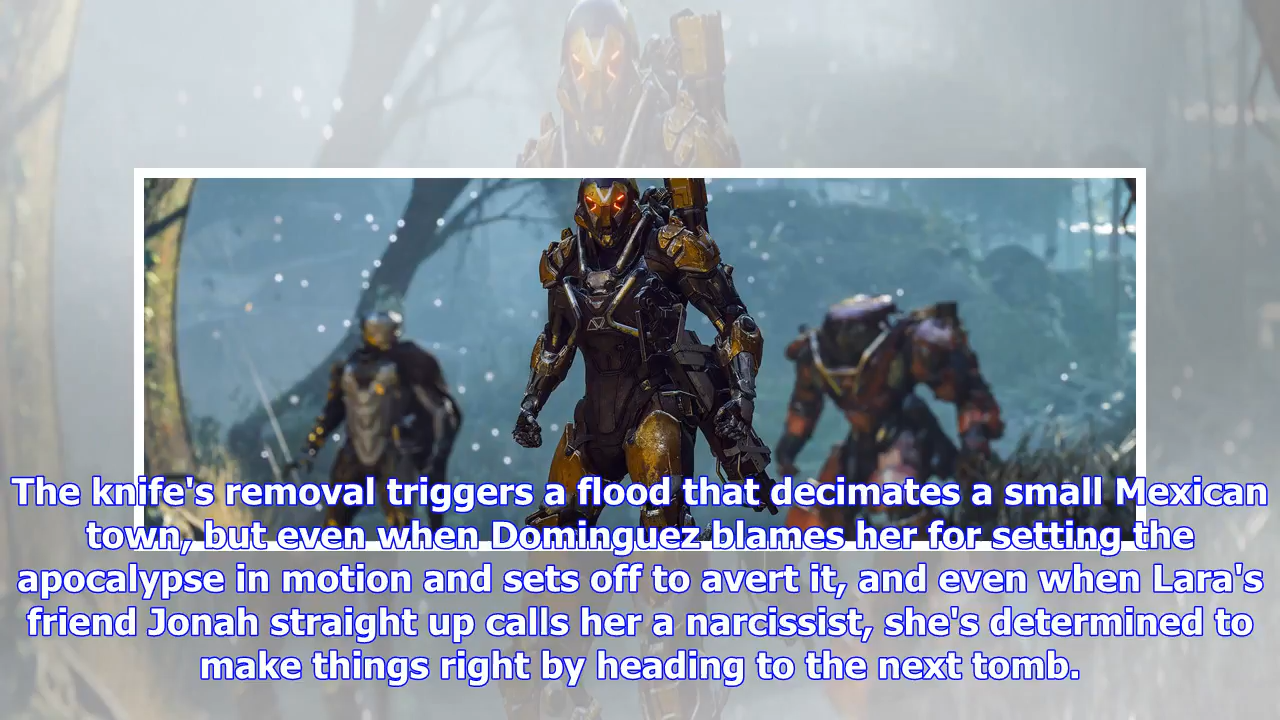 The knife's removal triggers a flood that decimates a small Mexican
town, but even when Dominguez blames her for setting the
apocalypse in motion and sets off to avert it, and even when Lara's
friend Jonah straight up calls her a narcissist, she's determined to
make things right by heading to the next tomb.